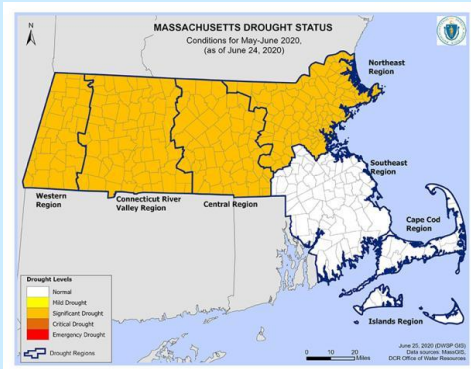 MASSACHUSETTS DROUGHT STATUS
Conditions for May-June 2020,
(as of June 24, 2020)
N
Northeast
Region
Southeast
Region
Cape Cod
Region
Western
Region
Connecticut River
Valley Region
Central Region
Islands Region
Drought Levels
Normal
Mild Drought
Significant Drought
Critical Drought
Emergency Drought
Drought Regions
0 10 20
Miles
June 25, 2020 (DWSP GIS)
Data sources: MassGIS,
DCR Office of Water Resources